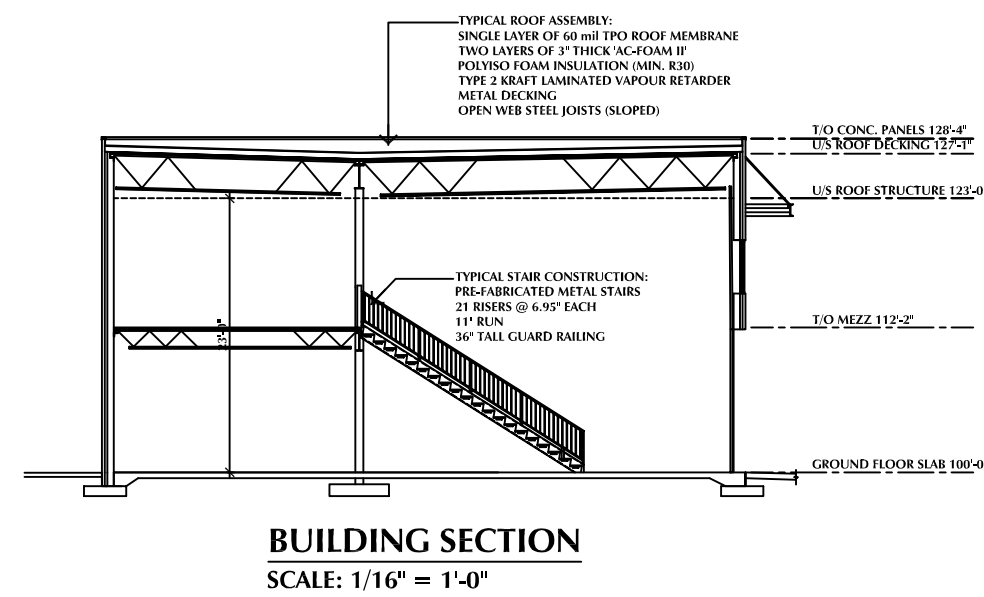 TYPICAL ROOF ASSEMBLY:
SINGLE LAYER OF 60 mil TPO ROOF MEMBRANE
TWO LAYERS OF 3" THICK 'AC-FOAM II'
POLYISO FOAM INSULATION (MIN. R30)
TYPE 2 KRAFT LAMINATED VAPOUR RETARDER
METAL DECKING
OPEN WEB STEEL JOISTS (SLOPED)
T/O CONC. PANELS 128'-4"
U/S ROOF DECKING 127'-1"
U/S ROOF STRUCTURE 123'-0
TYPICAL STAIR CONSTRUCTION:
PRE-FABRICATED METAL STAIRS
21 RISERS @ 6.95" EACH
11" RUN
36" TALL GUARD RAILING
T/O MEZZ 112'-2"
23'-0"
GROUND FLOOR SLAB 100'-0
BUILDING SECTION
SCALE: 1/16" = 1'-0"